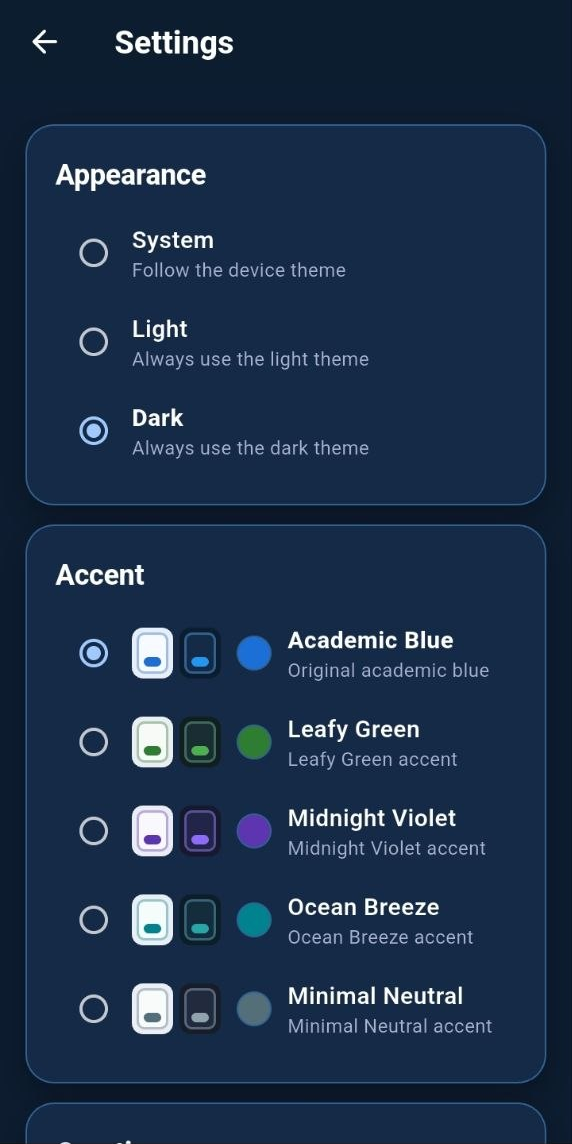 Settings
Appearance
System
Follow the device theme
Light
Always use the light theme
Dark
Always use the dark theme
Accent
Academic Blue
Original academic blue
Leafy Green
Leafy Green accent
Midnight Violet
Midnight Violet accent
Ocean Breeze
Ocean Breeze accent
Minimal Neutral
Minimal Neutral accent